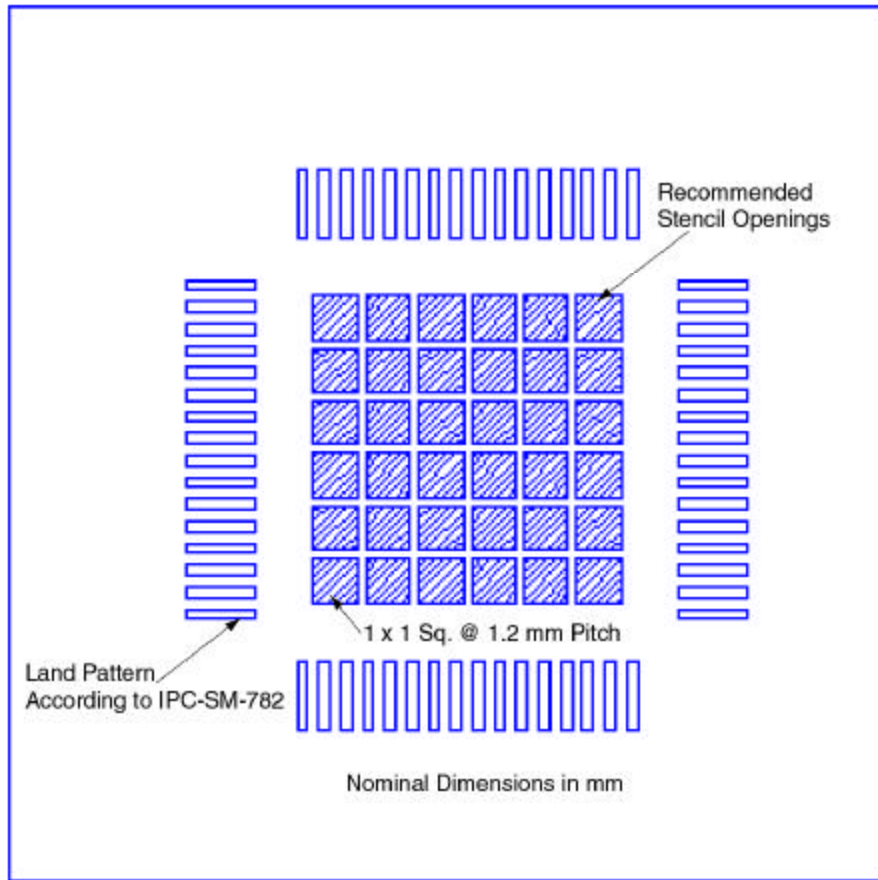 Recommended
Stencil Openings
1 x 1 Sq. @ 1.2 mm Pitch
Land Pattern
According to IPC-SM-782
Nominal Dimensions in mm